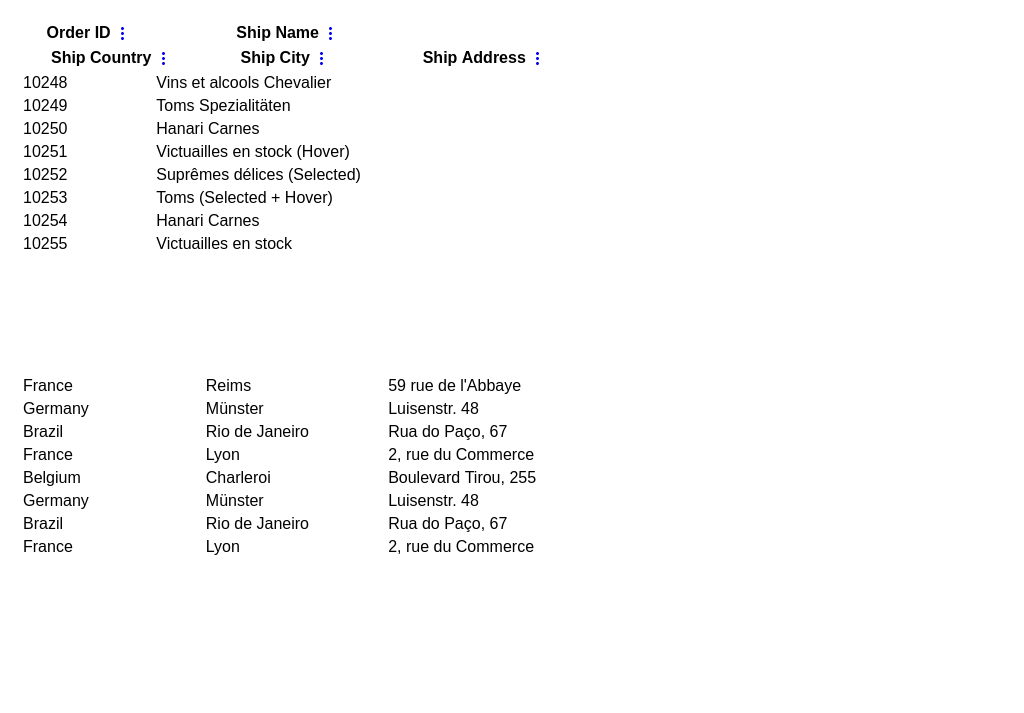 Order ID Ship Name
Ship Country Ship City Ship Address
10248 Vins et alcools Chevalier
10249 Toms Spezialitäten
10250 Hanari Carnes
10251 Victuailles en stock (Hover)
10252 Suprêmes délices (Selected)
10253 Toms (Selected + Hover)
10254 Hanari Carnes
10255 Victuailles en stock
France Reims 59 rue de l'Abbaye
Germany Münster Luisenstr. 48
Brazil Rio de Janeiro Rua do Paço, 67
France Lyon 2, rue du Commerce
Belgium Charleroi Boulevard Tirou, 255
Germany Münster Luisenstr. 48
Brazil Rio de Janeiro Rua do Paço, 67
France Lyon 2, rue du Commerce